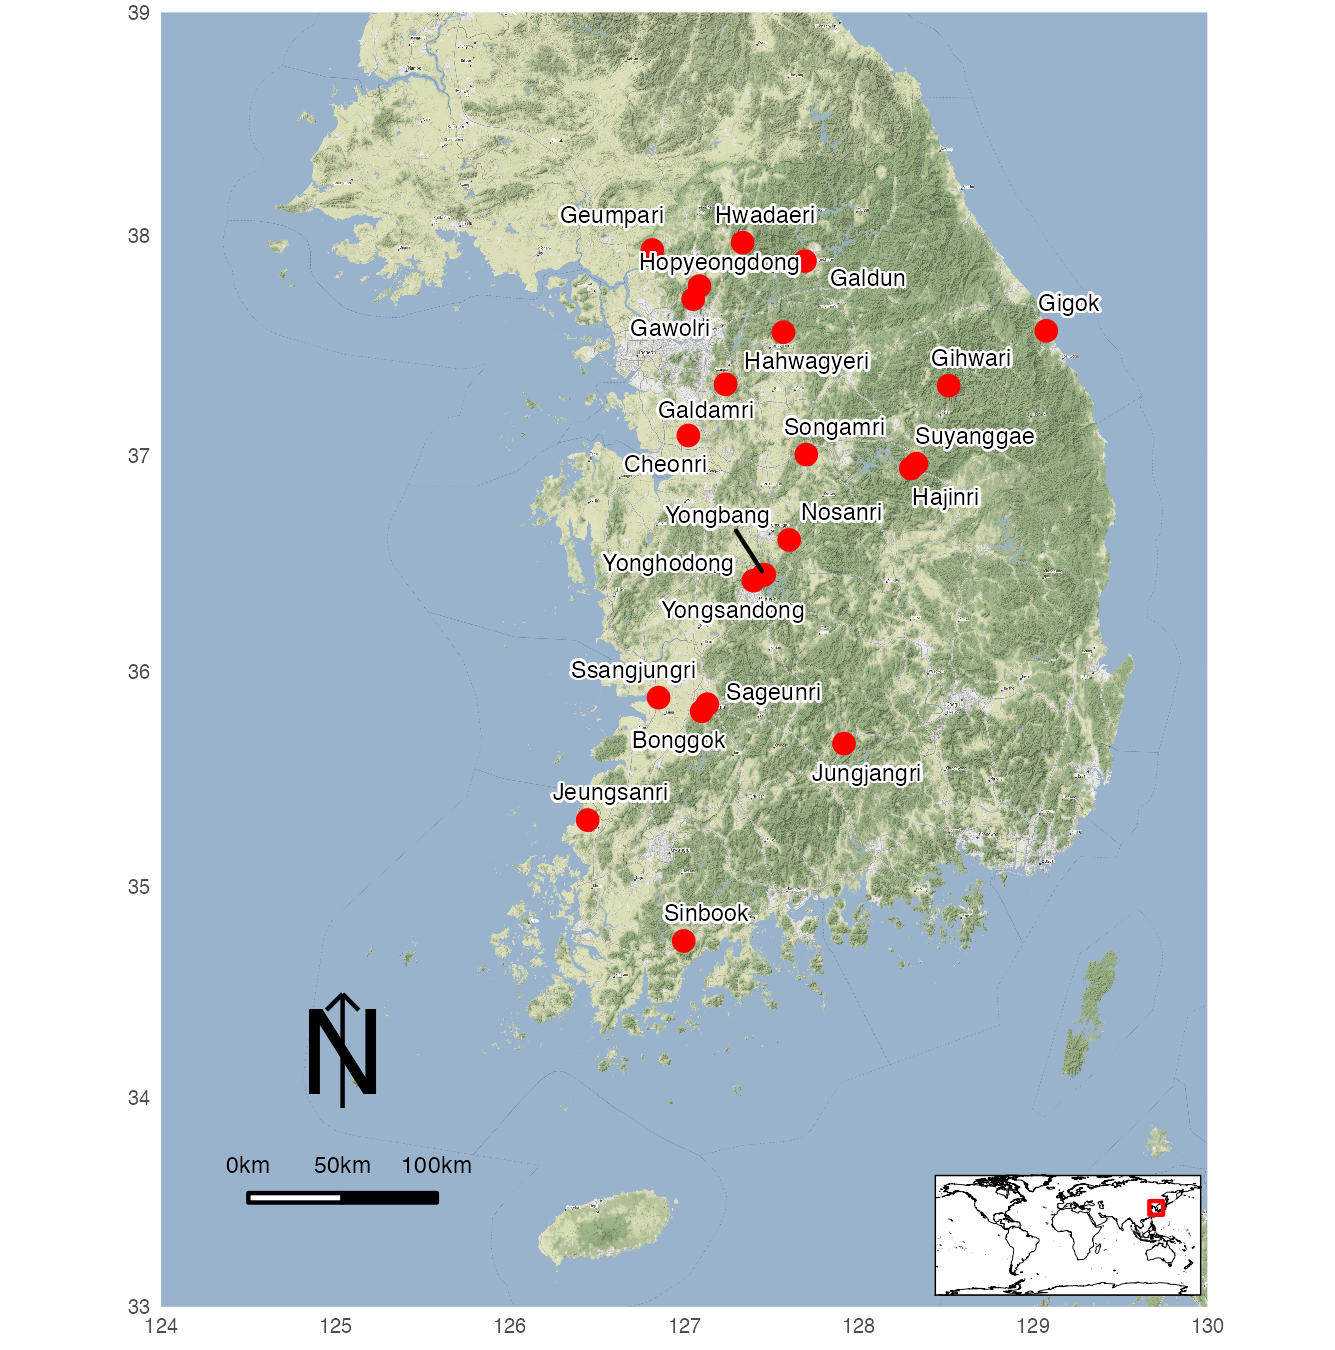 39
38
37
36
35
34
33
124
125
126
127
128
129
130
Geumpari
Hwadaeri
Hopyeongdong
Galdun
Gigok
Gawolri
Hahwagyeri
Gihwari
Galdamri
Songamri
Suyanggae
Cheonri
Hajinri
Yongbang
Nosanri
Yonghodong
Yongsandong
Ssangjungri
Sageunri
Bonggok
Jungjangri
Jeungsanri
Sinbook
N
0km 50km 100km